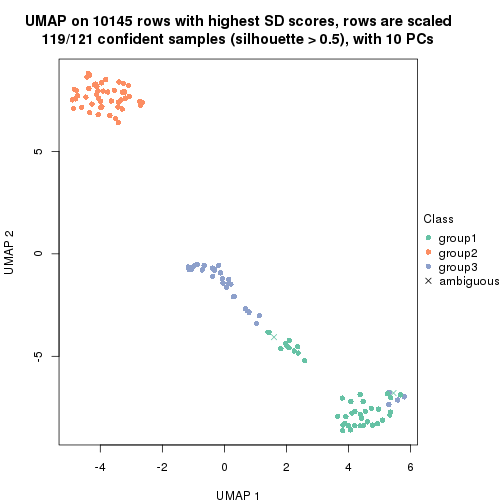 UMAP on 10145 rows with highest SD scores, rows are scaled
119/121 confident samples (silhouette > 0.5), with 10 PCs
UMAP 2
5
0
-5
-4
-2
0
2
4
6
UMAP 1
Class
group1
group2
group3
ambiguous